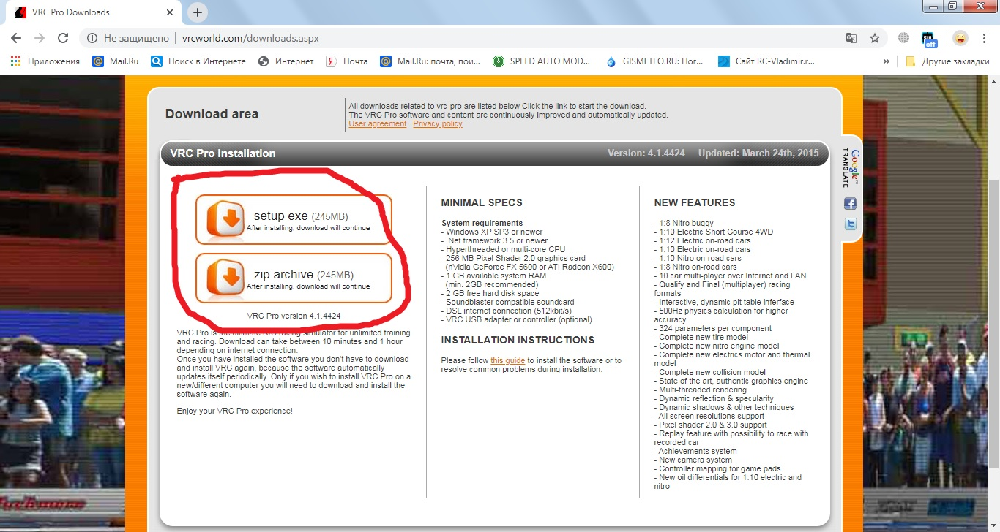 VRC Pro Downloads
Не защищено
vrcworld.com/downloads.aspx
off
Приложения
Mail.Ru
Поиск в Интернете
Интернет
Почта
Mail.Ru: почта, пои...
SPEED AUTO MOD...
GISMETEO.RU: Пог...
Сайт RC-Vladimir.r...
»
Другие закладки
Download area
All downloads related to vrc-pro are listed below Click the link to start the download.
The VRC Pro software and content are continuously improved and automatically updated.
User agreement Privacy policy
VRC Pro installation
Version: 4.1.4424
Updated: March 24th, 2015
setup exe (245MB)
After installing, download will continue
zip archive (245MB)
After installing, download will continue
VRC Pro version 4.1.4424
VRC Pro is the ultimate R/C racing simulator for unlimited training
and racing. Download can take between 10 minutes and 1 hour
depending on internet connection.
Once you have installed the software you don't have to download
and install VRC again, because the software automatically
updates itself periodically. Only if you wish to install VRC Pro on a
new/different computer you will need to download and install the
software again.
Enjoy your VRC Pro experience!
MINIMAL SPECS
System requirements
- Windows XP SP3 or newer
- .Net framework 3.5 or newer
- Hyperthreaded or multi-core CPU
- 256 MB Pixel Shader 2.0 graphics card
(nVidia GeForce FX 5600 or ATI Radeon X600)
- 1 GB available system RAM
(min. 2GB recommended)
- 2 GB free hard disk space
- Soundblaster compatible soundcard
- DSL internet connection (512kbit/s)
- VRC USB adapter or controller (optional)
INSTALLATION INSTRUCTIONS
Please follow this guide to install the software or to
resolve common problems during installation.
NEW FEATURES
- 1:8 Nitro buggy
- 1:10 Electric Short Course 4WD
- 1:12 Electric on-road cars
- 1:10 Electric on-road cars
- 1:10 Nitro on-road cars
- 1:8 Nitro on-road cars
- 10 car multi-player over Internet and LAN
- Qualify and Final (multiplayer) racing
formats
- Interactive, dynamic pit table inferface
- 500Hz physics calculation for higher
accuracy
- 324 parameters per component
- Complete new tire model
- Complete new nitro engine model
- Complete new electrics motor and thermal
model
- Complete new collision model
- State of the art, authentic graphics engine
- Multi-threaded rendering
- Dynamic reflection & specularity
- Dynamic shadows & other techniques
- All screen resolutions support
- Pixel shader 2.0 & 3.0 support
- Replay feature with possibility to race with
recorded car
- Achievements system
- New camera system
- Controller mapping for game pads
- New oil differentials for 1:10 electric and
nitro
Google™
TRANSLATE